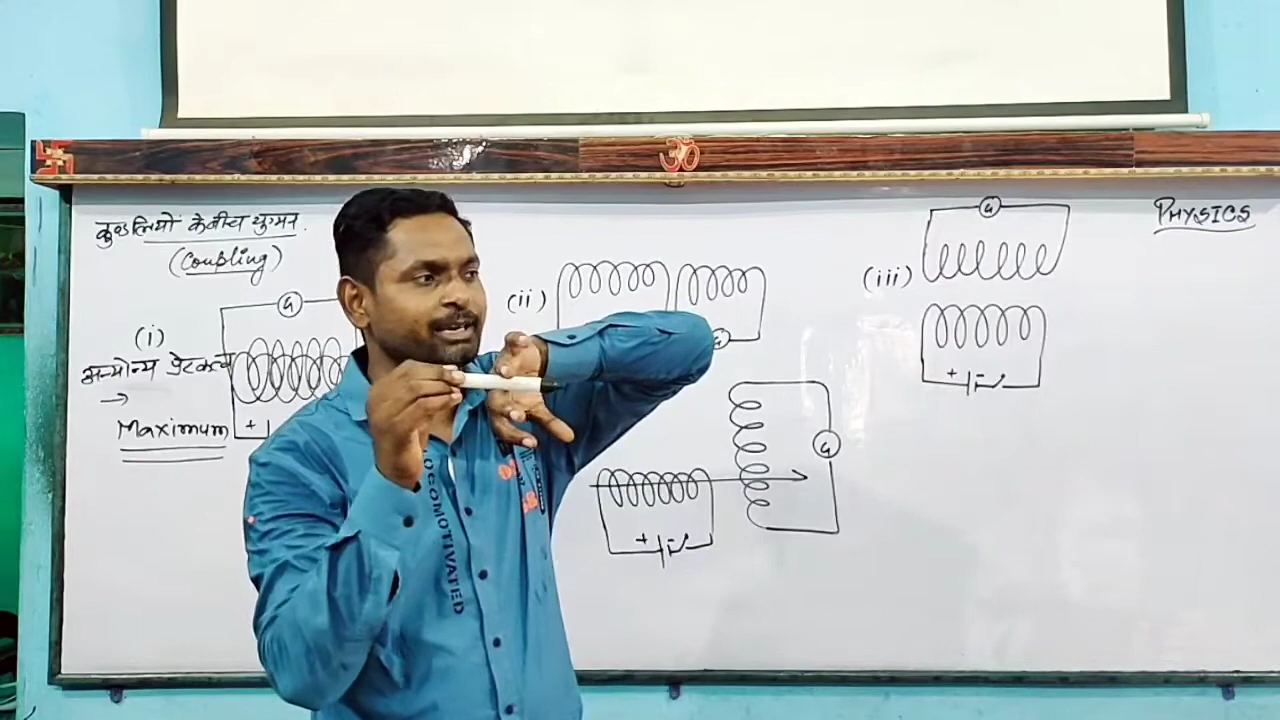 कुण्डलियों के बीच युग्मन.
(Coupling)
PHYSICS
(i)
G
अन्योन्य प्रेरकत्व
→
Maximum
+
(ii)
G
+ -
(iii)
G
+ -
LOCOMOTIVATED
ॐ